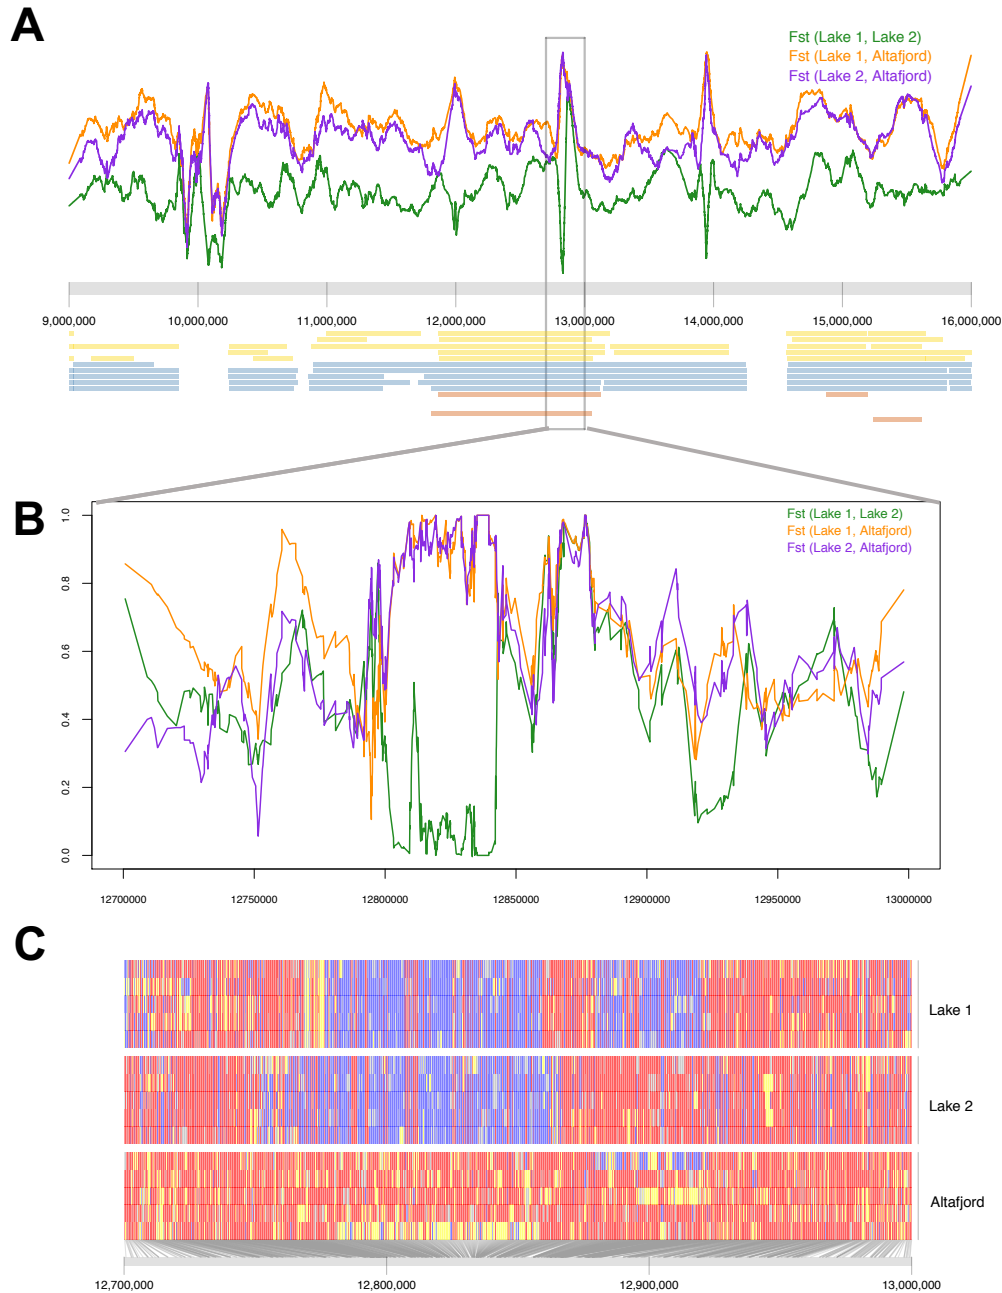 A
Fst (Lake 1, Lake 2)
Fst (Lake 1, Altafjord)
Fst (Lake 2, Altafjord)
9,000,000 10,000,000 11,000,000 12,000,000 13,000,000 14,000,000 15,000,000 16,000,000
B
Fst (Lake 1, Lake 2)
Fst (Lake 1, Altafjord)
Fst (Lake 2, Altafjord)
1.0
0.8
0.6
0.4
0.2
0.0
12700000 12750000 12800000 12850000 12900000 12950000 13000000
C
Lake 1
Lake 2
Altafjord
12,700,000 12,800,000 12,900,000 13,000,000